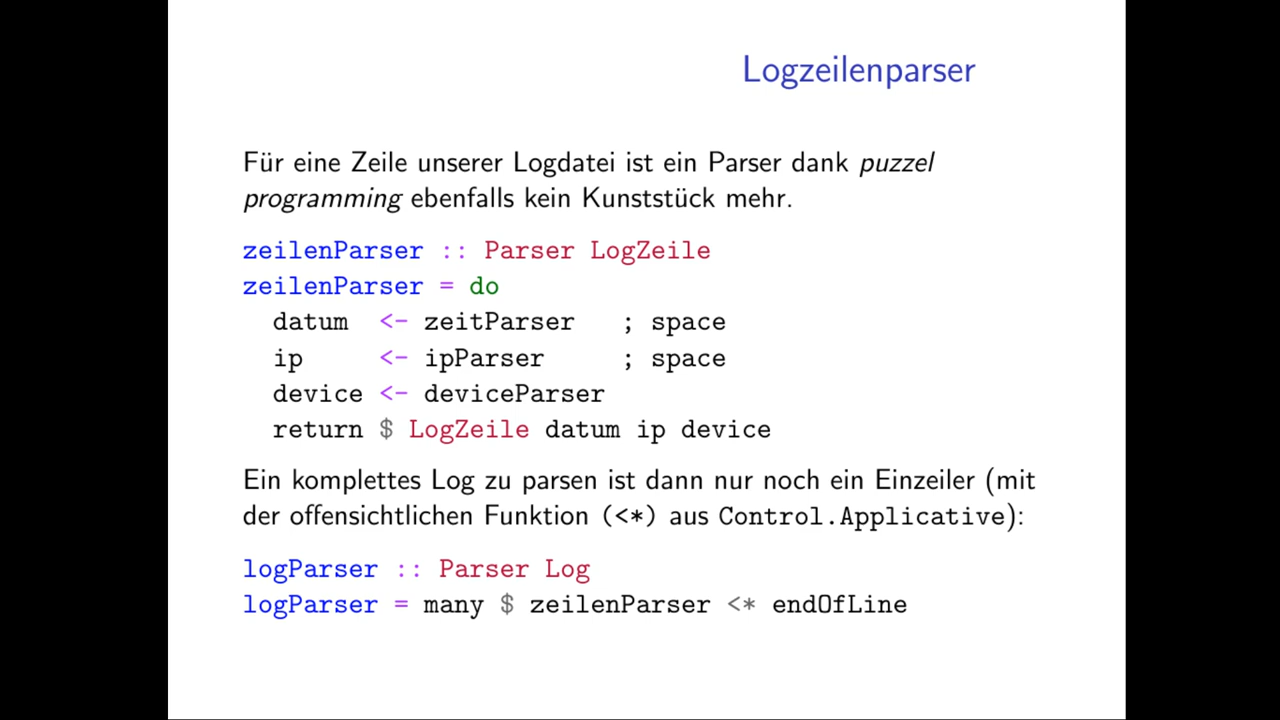 Logzeilenparser
Für eine Zeile unserer Logdatei ist ein Parser dank puzzel
programming ebenfalls kein Kunststück mehr.
zeilenParser :: Parser LogZeile
zeilenParser = do
  datum  <- zeitParser   ; space
  ip     <- ipParser     ; space
  device <- deviceParser
  return $ LogZeile datum ip device
Ein komplettes Log zu parsen ist dann nur noch ein Einzeiler (mit
der offensichtlichen Funktion (<*) aus Control.Applicative):
logParser :: Parser Log
logParser = many $ zeilenParser <* endOfLine